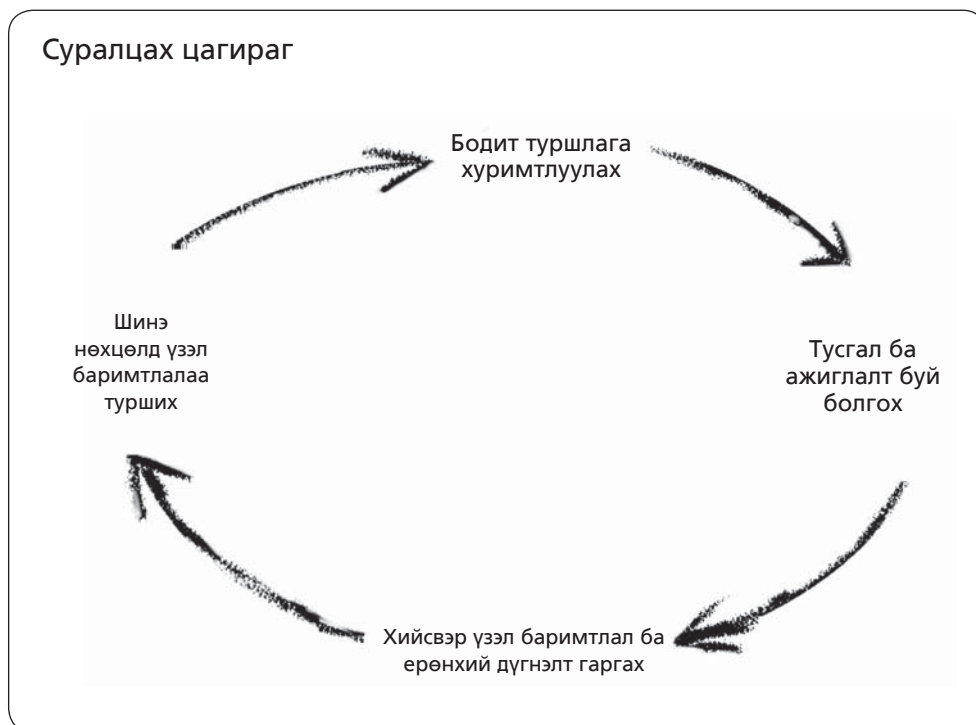 Суралцах цагираг
Бодит туршлага
хуримтлуулах
Тусгал ба
ажиглалт буй
болгох
Хийсвэр үзэл баримтлал ба
ерөнхий дүгнэлт гаргах
Шинэ
нөхцөлд үзэл
баримтлалаа
турших